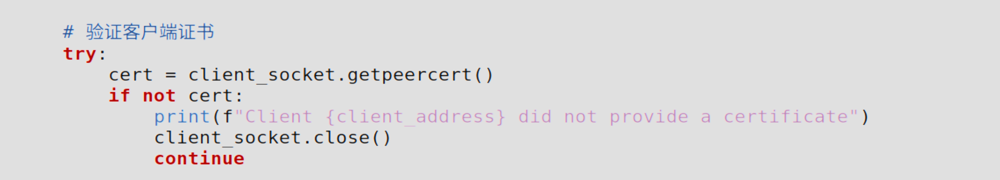 # 验证客户端证书
try:
    cert = client_socket.getpeercert()
    if not cert:
        print(f"Client {client_address} did not provide a certificate")
        client_socket.close()
        continue